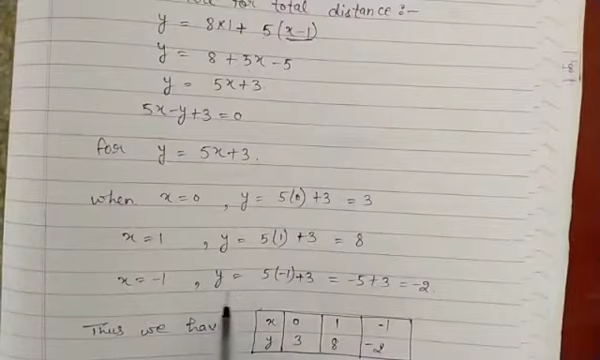 for total distance :-
y = 8x1 + 5(x-1)
y = 8 + 5x - 5
y = 5x+3
5x-y+3=0
for y = 5x+3.
when x=0 , y = 5(0)+3 = 3
x=1 , y = 5(1)+3 = 8
x=-1 , y = 5(-1)+3 = -5+3 = -2.
Thus we hav
x 0 1 -1
y 3 8 -2